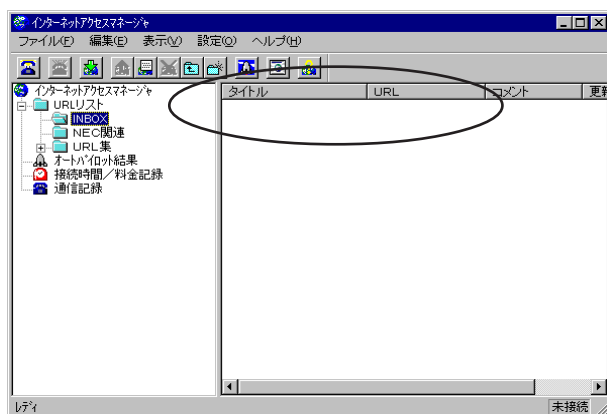 インターネットアクセスマネージャ
ファイル(F) 編集(E) 表示(V) 設定(O) ヘルプ(H)
インターネットアクセスマネージャ
URLリスト
INBOX
NEC関連
URL集
オートパイロット結果
接続時間/料金記録
通信記録
タイトル URL コメント 更新
レディ 未接続